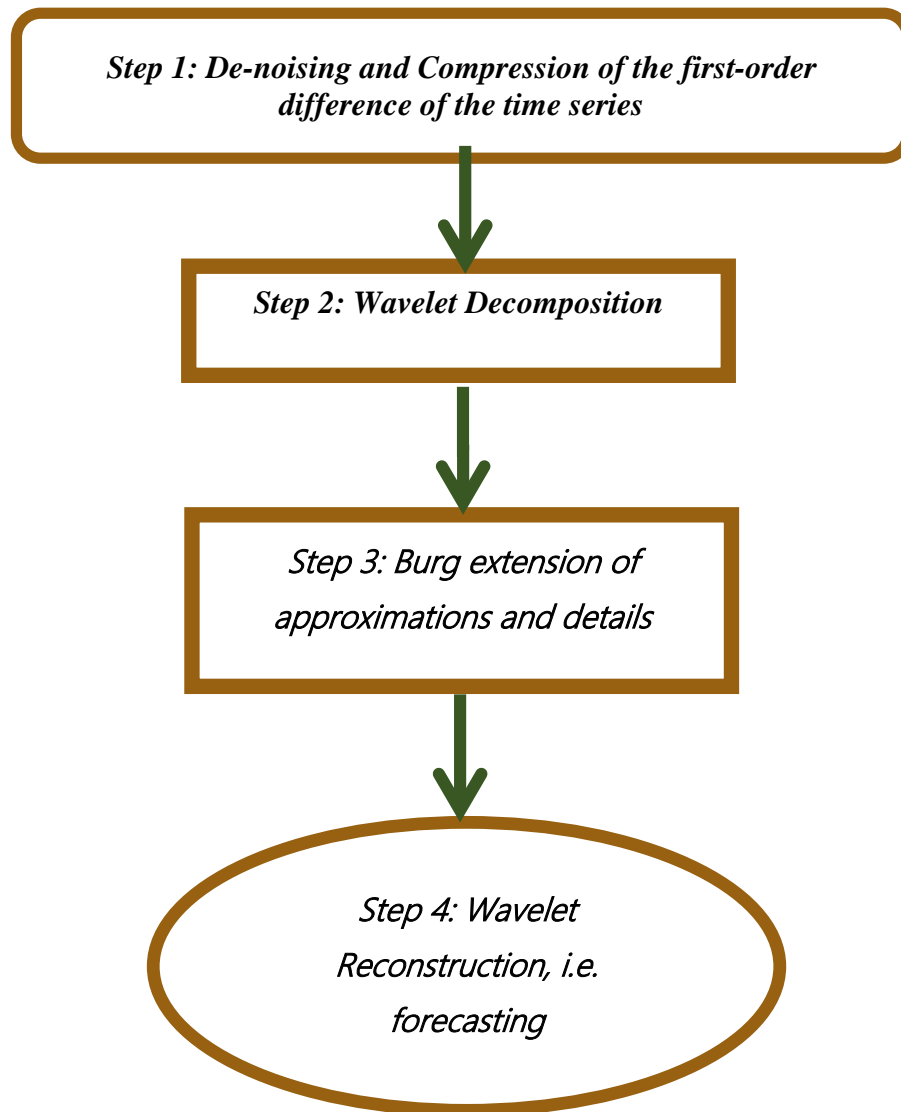 Step 1: De-noising and Compression of the first-order
difference of the time series
Step 2: Wavelet Decomposition
Step 3: Burg extension of
approximations and details
Step 4: Wavelet
Reconstruction, i.e.
forecasting